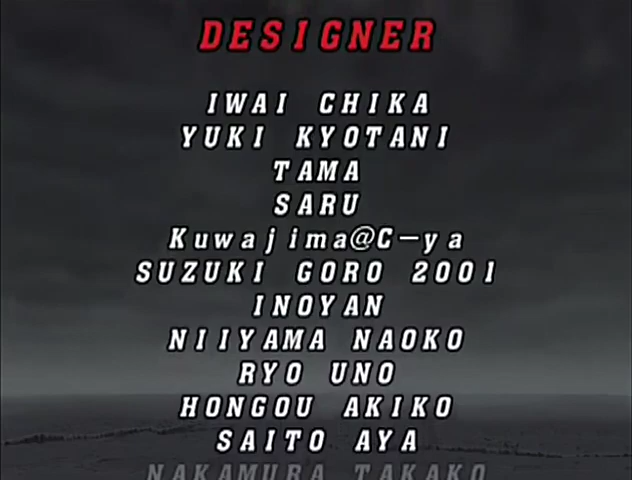 DESIGNER
IWAI CHIKA
YUKI KYOTANI
TAMA
SARU
Kuwajima@C-ya
SUZUKI GORO 2001
INOYAN
NIIYAMA NAOKO
RYO UNO
HONGOU AKIKO
SAITO AYA
NAKAMURA TAKAKO